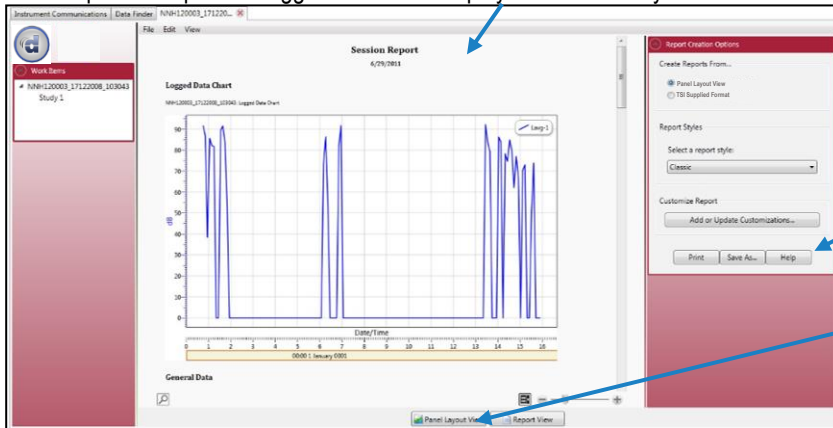 Instrument Communications Data Finder NNH120003_171220...
File Edit View
Work Items
NNH120003_17122008_103043
Study 1
Session Report
6/29/2011
Logged Data Chart
NNH120003_17122008_103043: Logged Data Chart
Lavg-1
90
80
70
60
50
40
30
20
10
0
dB
Date/Time
0 1 2 3 4 5 6 7 8 9 10 11 12 13 14 15 16
00:00 1 January 0001
General Data
Panel Layout View Report View
Report Creation Options
Create Reports From...
Panel Layout View
TSI Supplied Format
Report Styles
Select a report style:
Classic
Customize Report
Add or Update Customizations...
Print Save As... Help